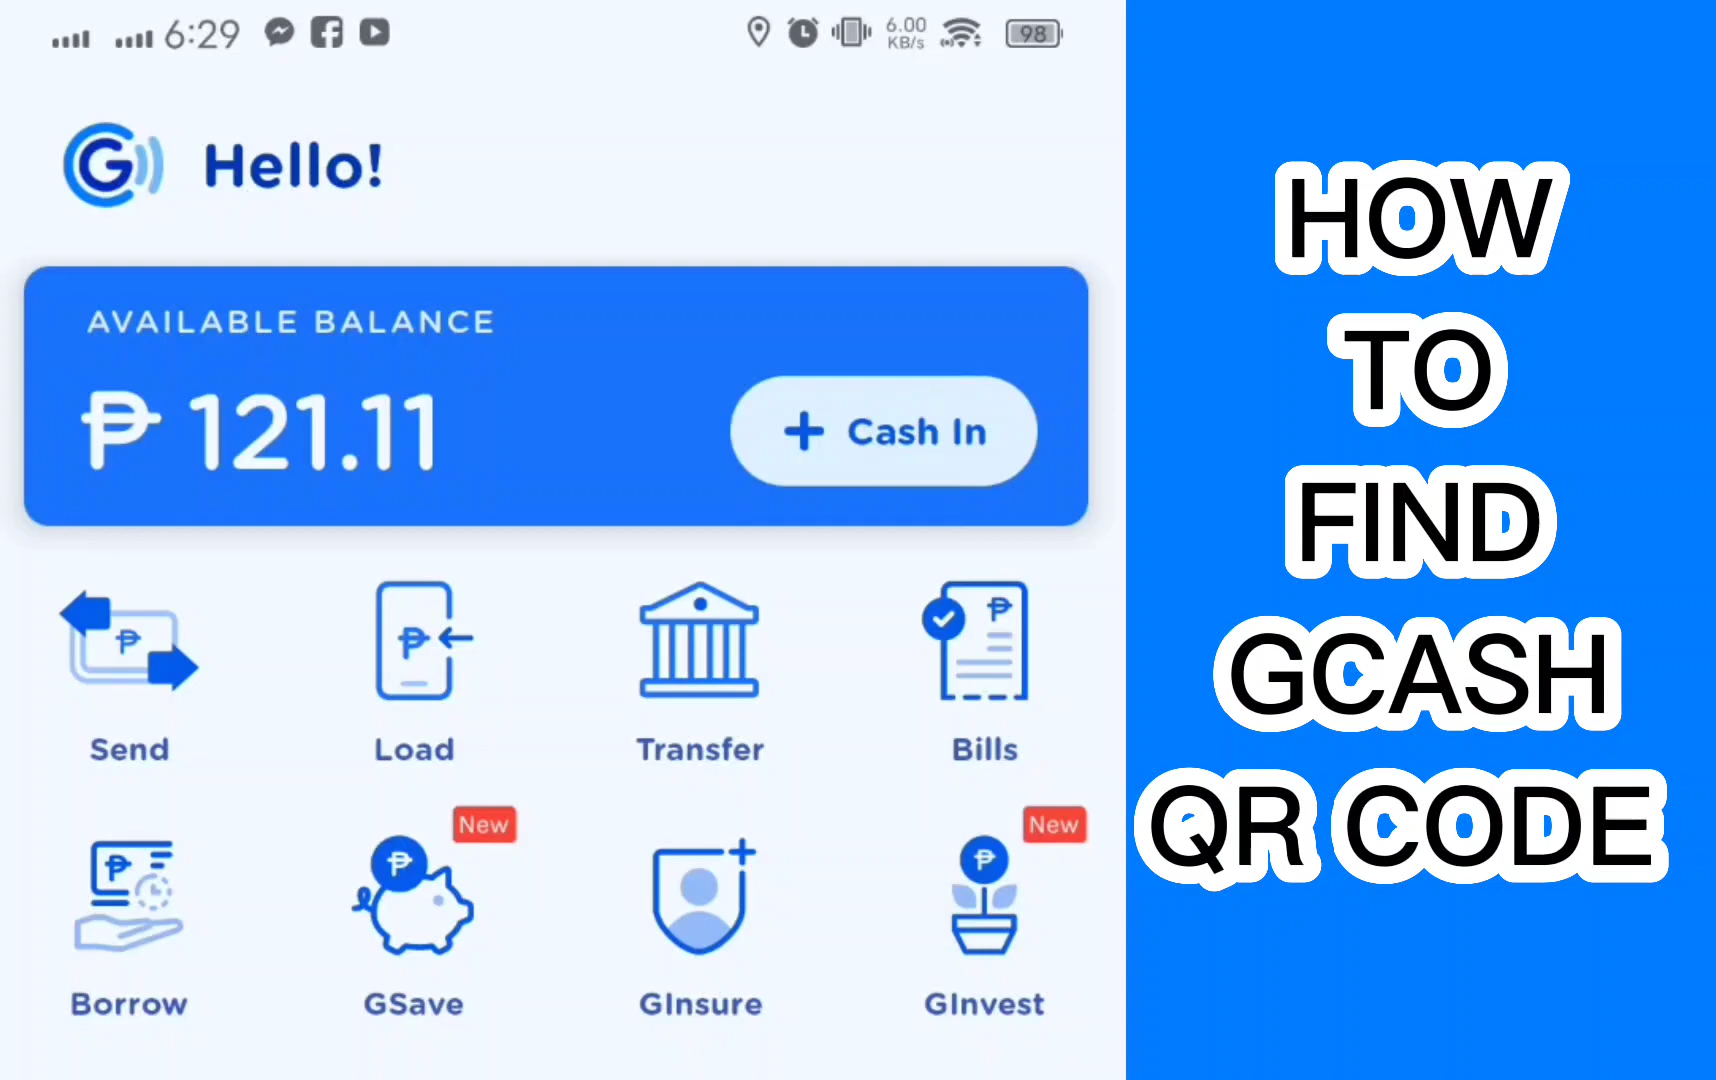 6:29
6.00
KB/s
98
G
Hello!
AVAILABLE BALANCE
₱ 121.11
+ Cash In
₱
₱
₱
Send
Load
Transfer
Bills
New
New
₱
₱
₱
Borrow
GSave
GInsure
GInvest
HOW
TO
FIND
GCASH
QR CODE